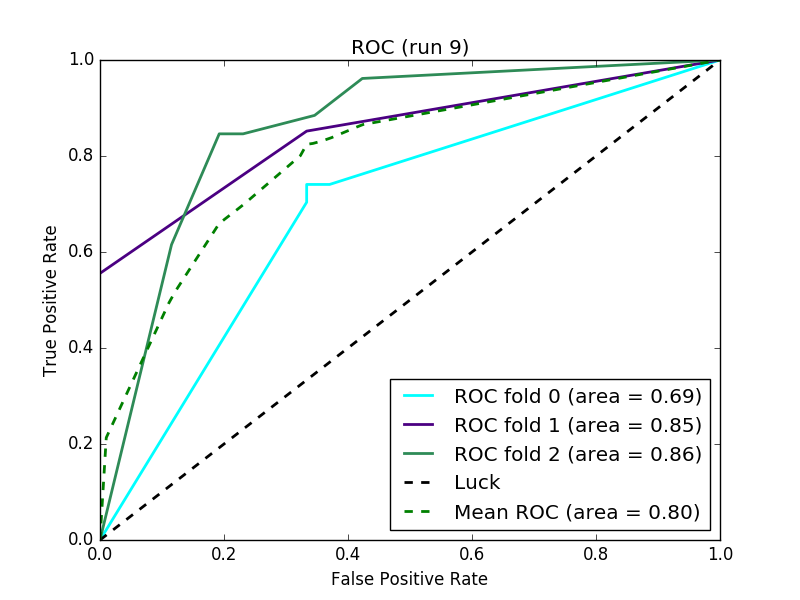 ROC (run 9)
1.0
0.8
0.6
0.4
0.2
0.0
True Positive Rate
ROC fold 0 (area = 0.69)
ROC fold 1 (area = 0.85)
ROC fold 2 (area = 0.86)
Luck
Mean ROC (area = 0.80)
0.0 0.2 0.4 0.6 0.8 1.0
False Positive Rate